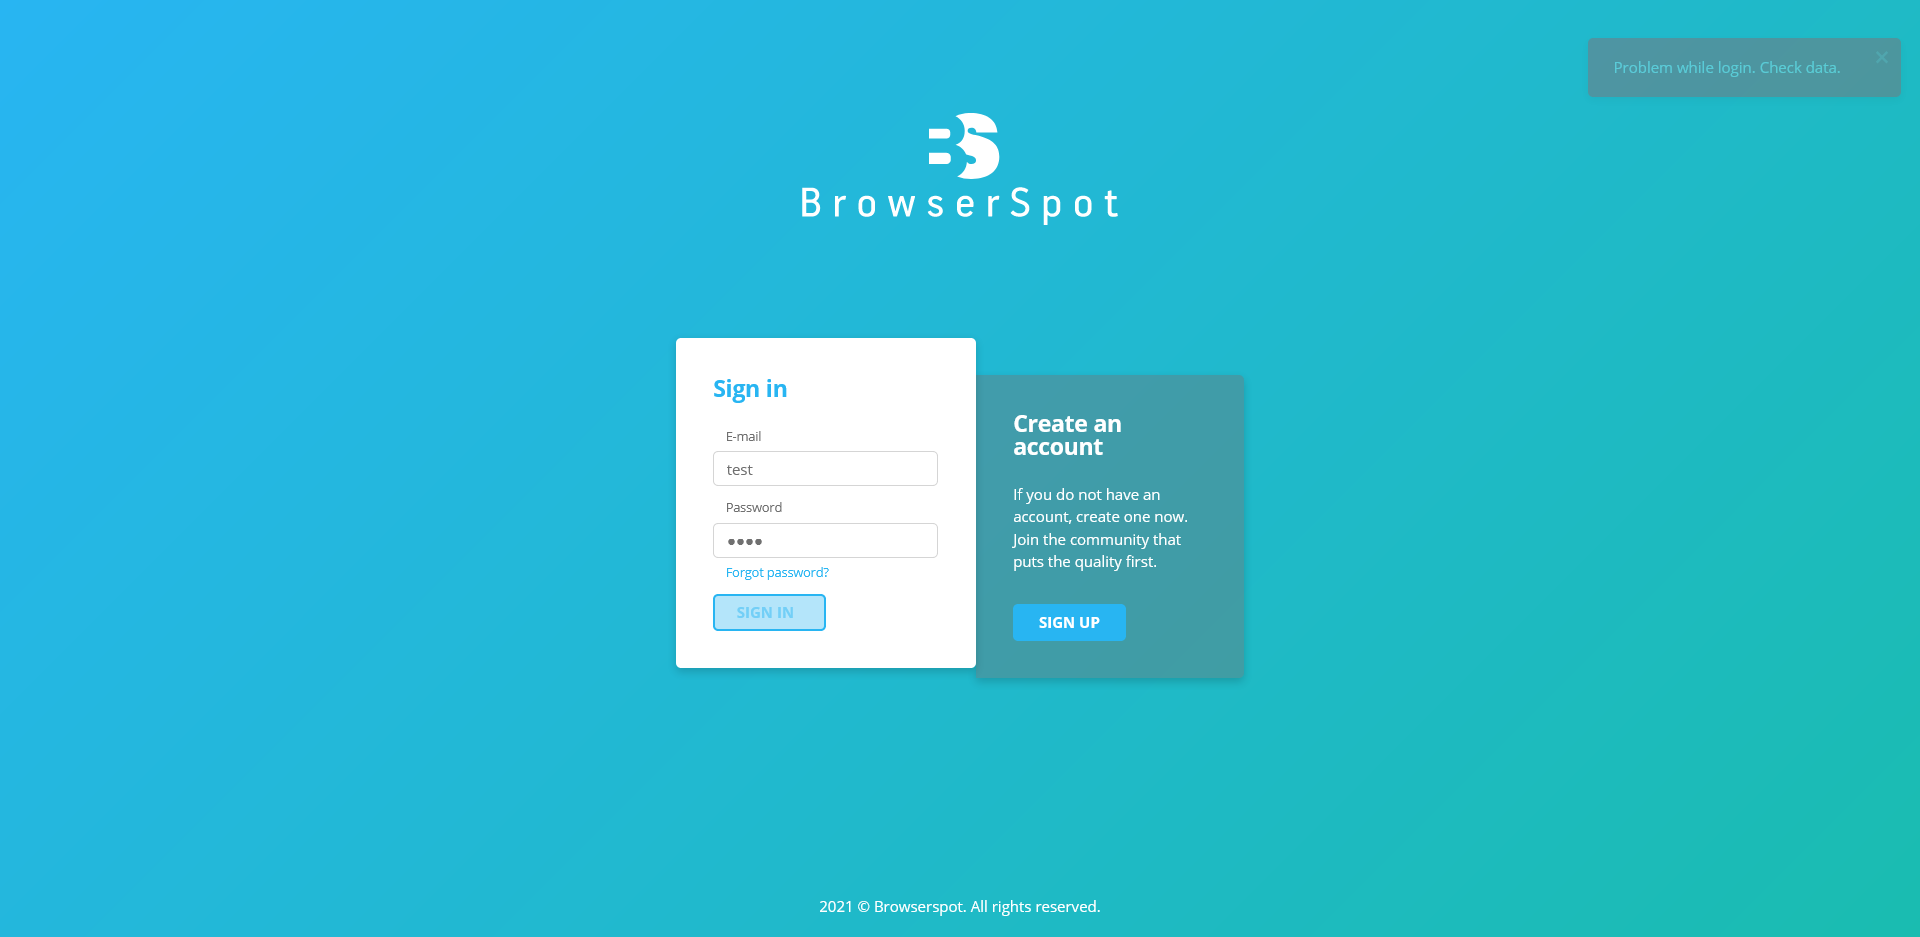 Problem while login. Check data.
BS
BrowserSpot
Sign in
E-mail
test
Password
••••
Forgot password?
SIGN IN
Create an
account
If you do not have an
account, create one now.
Join the community that
puts the quality first.
SIGN UP
2021 © Browserspot. All rights reserved.